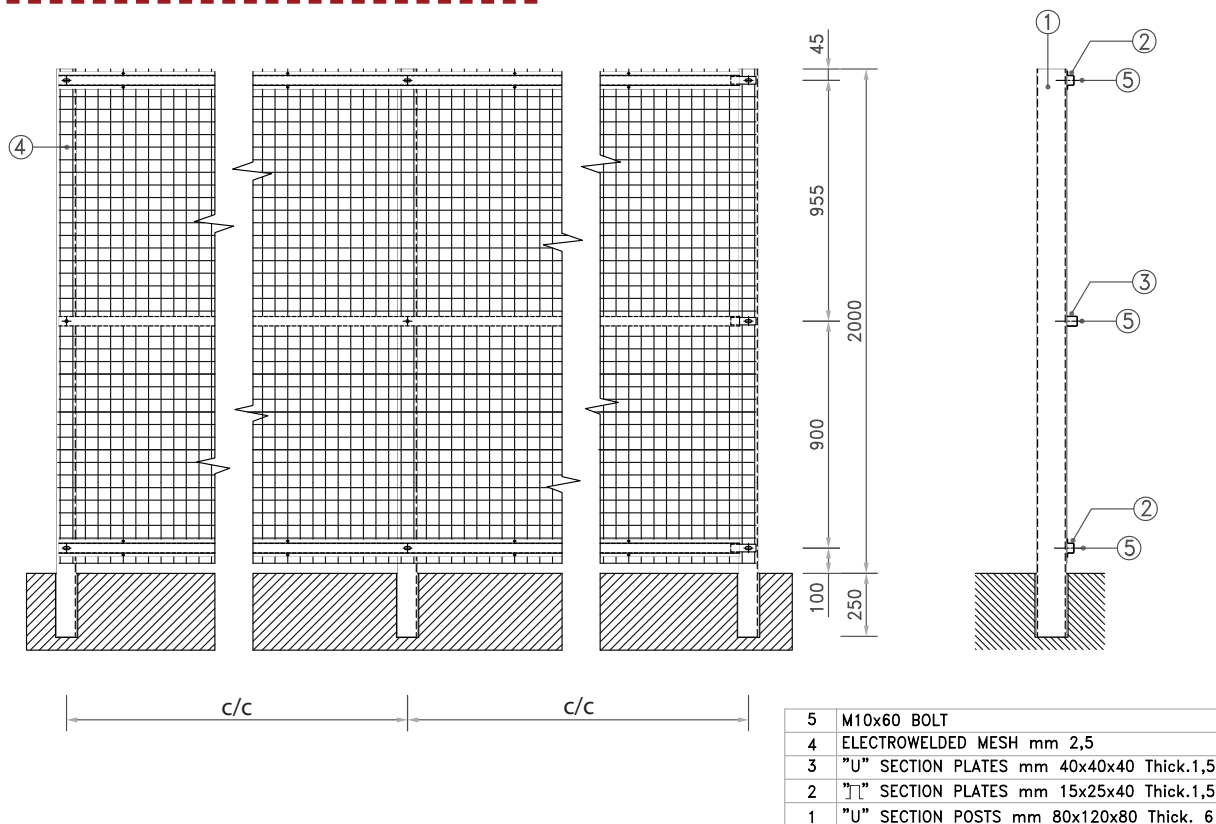 1
2
45
5
4
955
3
2000
5
900
2
5
100
250
c/c
c/c
5 M10x60 BOLT
4 ELECTROWELDED MESH mm 2,5
3 "U" SECTION PLATES mm 40x40x40 Thick.1,5
2 " " SECTION PLATES mm 15x25x40 Thick.1,5
1 "U" SECTION POSTS mm 80x120x80 Thick. 6